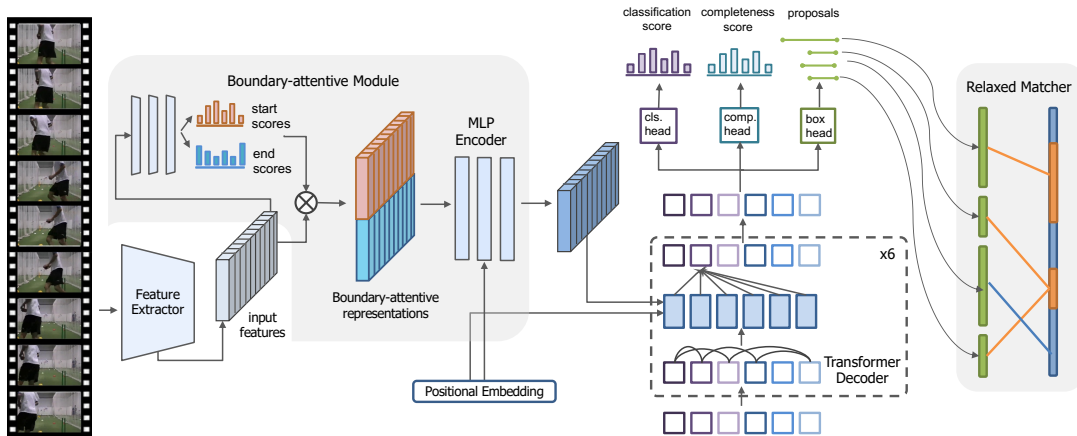 classification
score
completeness
score
proposals
Boundary-attentive Module
start
scores
end
scores
MLP
Encoder
cls.
head
comp.
head
box
head
Relaxed Matcher
Feature
Extractor
input
features
Boundary-attentive
representations
x6
Transformer
Decoder
Positional Embedding